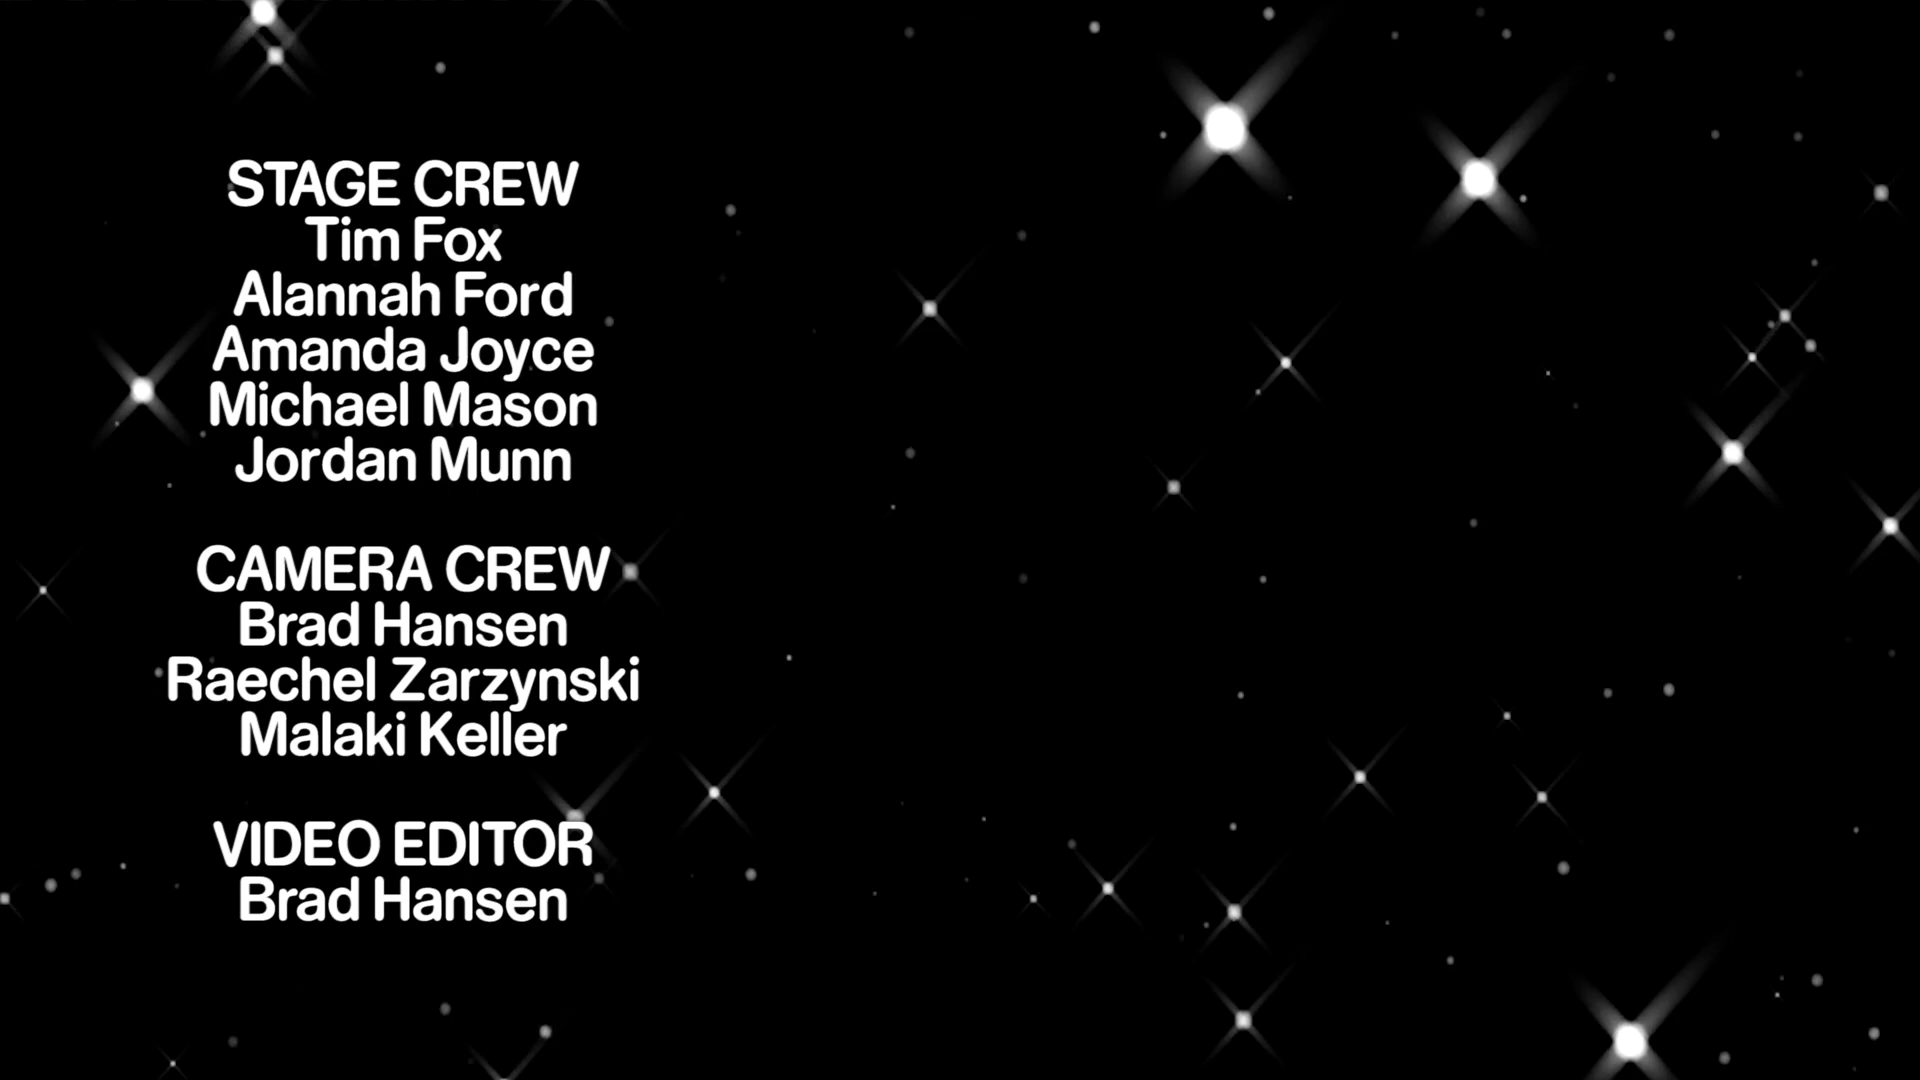 STAGE CREW
Tim Fox
Alannah Ford
Amanda Joyce
Michael Mason
Jordan Munn
CAMERA CREW
Brad Hansen
Raechel Zarzynski
Malaki Keller
VIDEO EDITOR
Brad Hansen